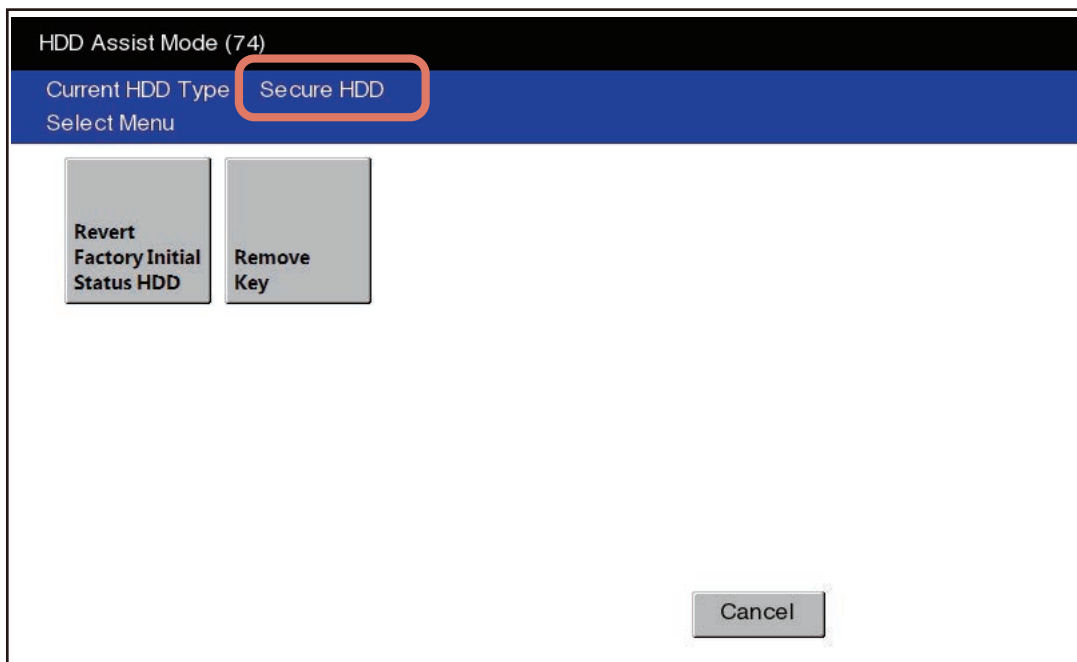 HDD Assist Mode (74)
Current HDD Type Secure HDD
Select Menu
Revert
Factory Initial
Status HDD
Remove
Key
Cancel